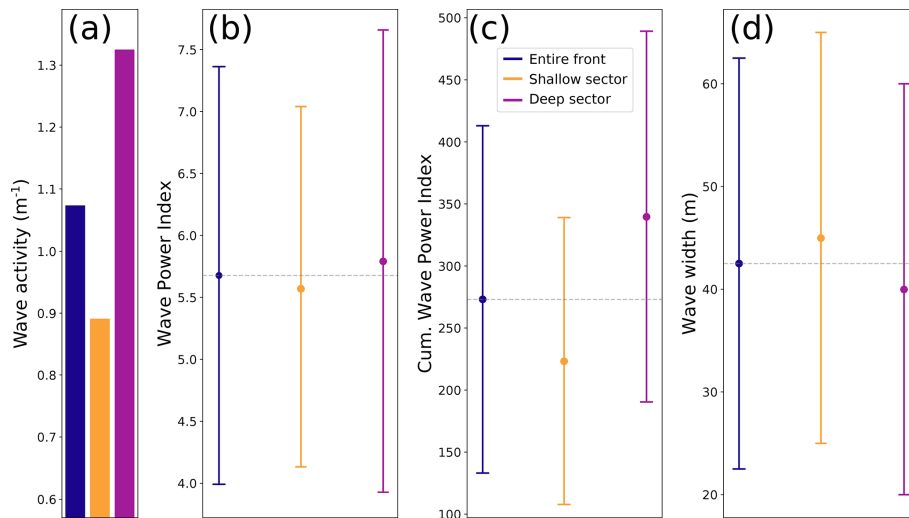 (a)
Wave activity (m⁻¹)
1.3
1.2
1.1
1.0
0.9
0.8
0.7
0.6
(b)
Wave Power Index
7.5
7.0
6.5
6.0
5.5
5.0
4.5
4.0
(c)
Cum. Wave Power Index
500
450
400
350
300
250
200
150
100
Entire front
Shallow sector
Deep sector
(d)
Wave width (m)
60
50
40
30
20